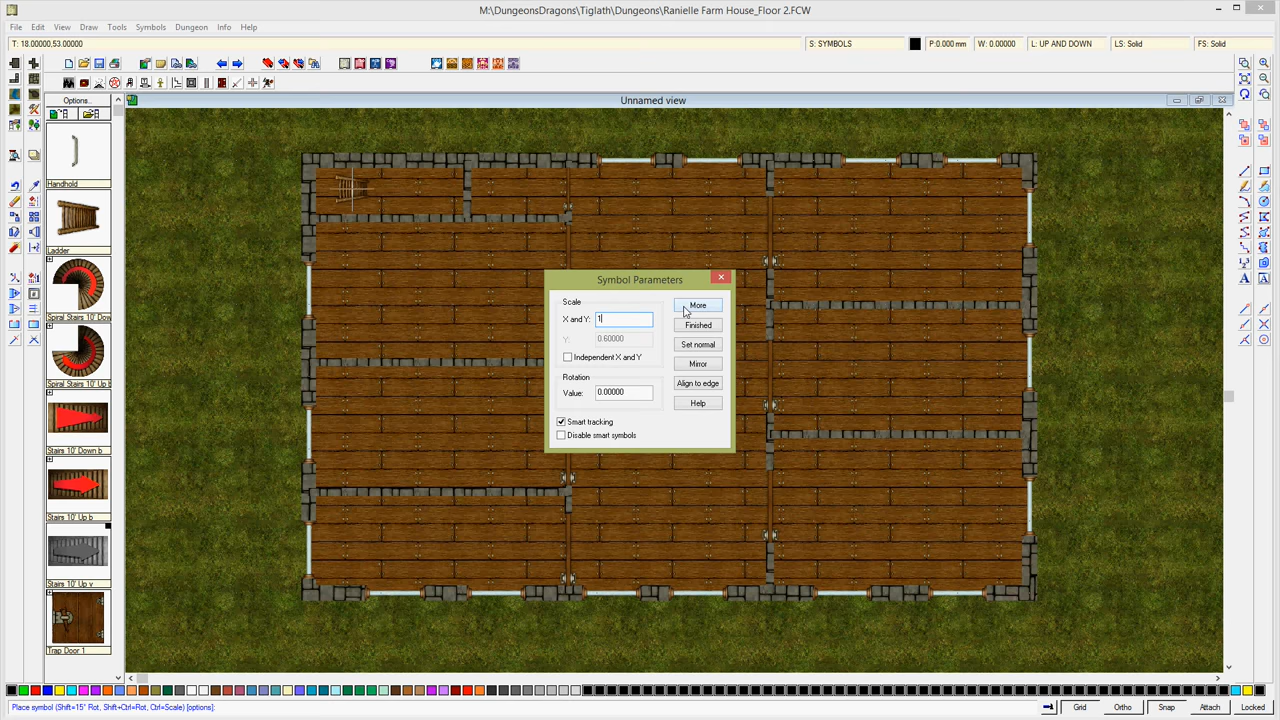 M:\DungeonsDragons\Tiglath\Dungeons\Ranielle Farm House_Floor 2.FCW
File Edit View Draw Tools Symbols Dungeon Info Help
T: 18.00000,53.00000 S: SYMBOLS P:0.000 mm W: 0.00000 L: UP AND DOWN LS: Solid FS: Solid
Options...
Unnamed view
Handhold
Ladder
Spiral Stairs 10' Dow
Spiral Stairs 10' Up b
Stairs 10' Down b
Stairs 10' Up b
Stairs 10' Up v
Trap Door 1
Symbol Parameters
Scale
X and Y: 1
Y: 0.60000
Independent X and Y
Rotation
Value: 0.00000
Smart tracking
Disable smart symbols
More
Finished
Set normal
Mirror
Align to edge
Help
Place symbol (Shift=15° Rot, Shift+Ctrl=Rot, Ctrl=Scale) [options]:
Grid Ortho Snap Attach Locked